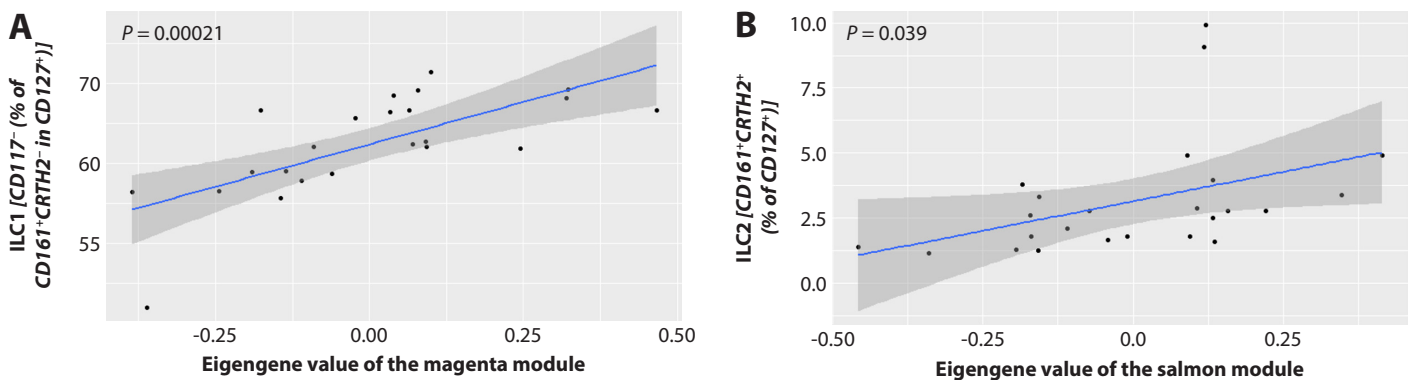 A
P = 0.00021
ILC1 [CD117⁻ (% of
CD161⁺CRTH2⁻ in CD127⁺)]
70
60
55
-0.25
0.00
0.25
0.50
Eigengene value of the magenta module
B
P = 0.039
ILC2 [CD161⁺CRTH2⁺
(% of CD127⁺)]
10.0
7.5
5.0
2.5
0.0
-0.50
-0.25
0.0
0.25
Eigengene value of the salmon module